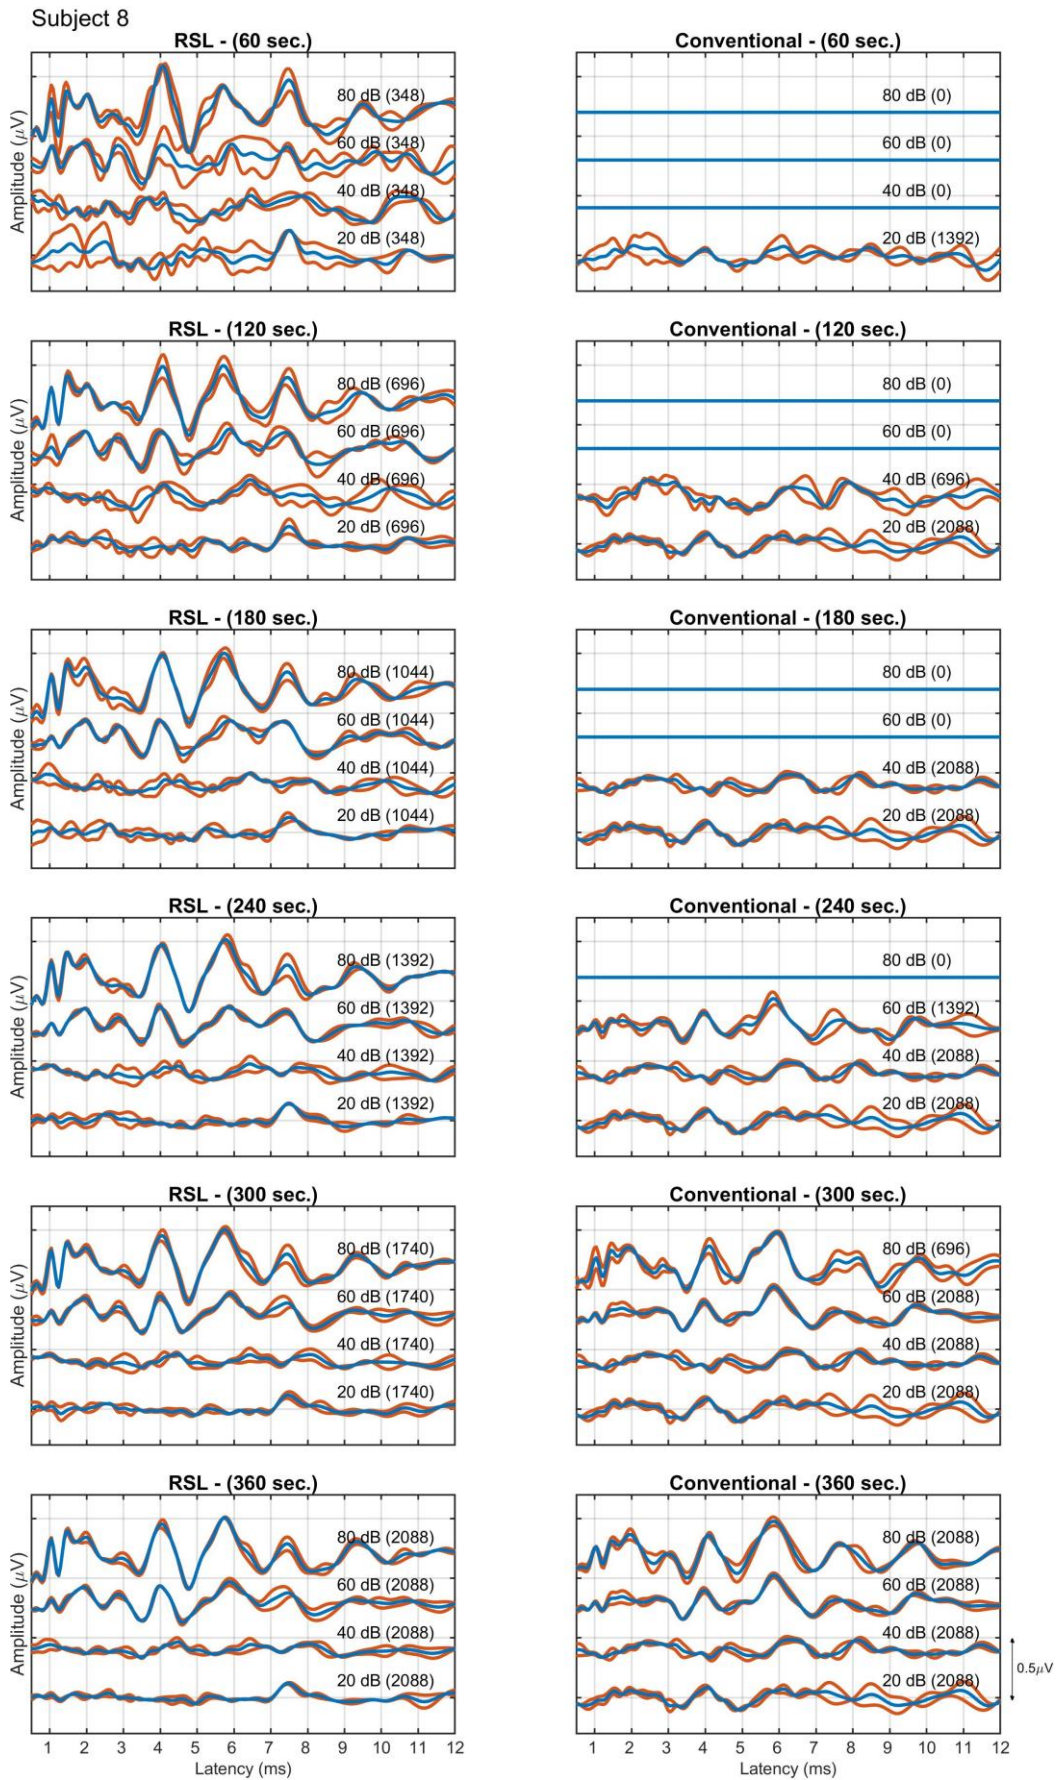 Subject 8
RSL - (60 sec.)
Amplitude (μV)
80 dB (348)
60 dB (348)
40 dB (348)
20 dB (348)
Conventional - (60 sec.)
80 dB (0)
60 dB (0)
40 dB (0)
20 dB (1392)
RSL - (120 sec.)
Amplitude (μV)
80 dB (696)
60 dB (696)
40 dB (696)
20 dB (696)
Conventional - (120 sec.)
80 dB (0)
60 dB (0)
40 dB (696)
20 dB (2088)
RSL - (180 sec.)
Amplitude (μV)
80 dB (1044)
60 dB (1044)
40 dB (1044)
20 dB (1044)
Conventional - (180 sec.)
80 dB (0)
60 dB (0)
40 dB (2088)
20 dB (2088)
RSL - (240 sec.)
Amplitude (μV)
80 dB (1392)
60 dB (1392)
40 dB (1392)
20 dB (1392)
Conventional - (240 sec.)
80 dB (0)
60 dB (1392)
40 dB (2088)
20 dB (2088)
RSL - (300 sec.)
Amplitude (μV)
80 dB (1740)
60 dB (1740)
40 dB (1740)
20 dB (1740)
Conventional - (300 sec.)
80 dB (696)
60 dB (2088)
40 dB (2088)
20 dB (2088)
RSL - (360 sec.)
Amplitude (μV)
80 dB (2088)
60 dB (2088)
40 dB (2088)
20 dB (2088)
1 2 3 4 5 6 7 8 9 10 11 12
Latency (ms)
Conventional - (360 sec.)
80 dB (2088)
60 dB (2088)
40 dB (2088)
20 dB (2088)
0.5μV
1 2 3 4 5 6 7 8 9 10 11 12
Latency (ms)